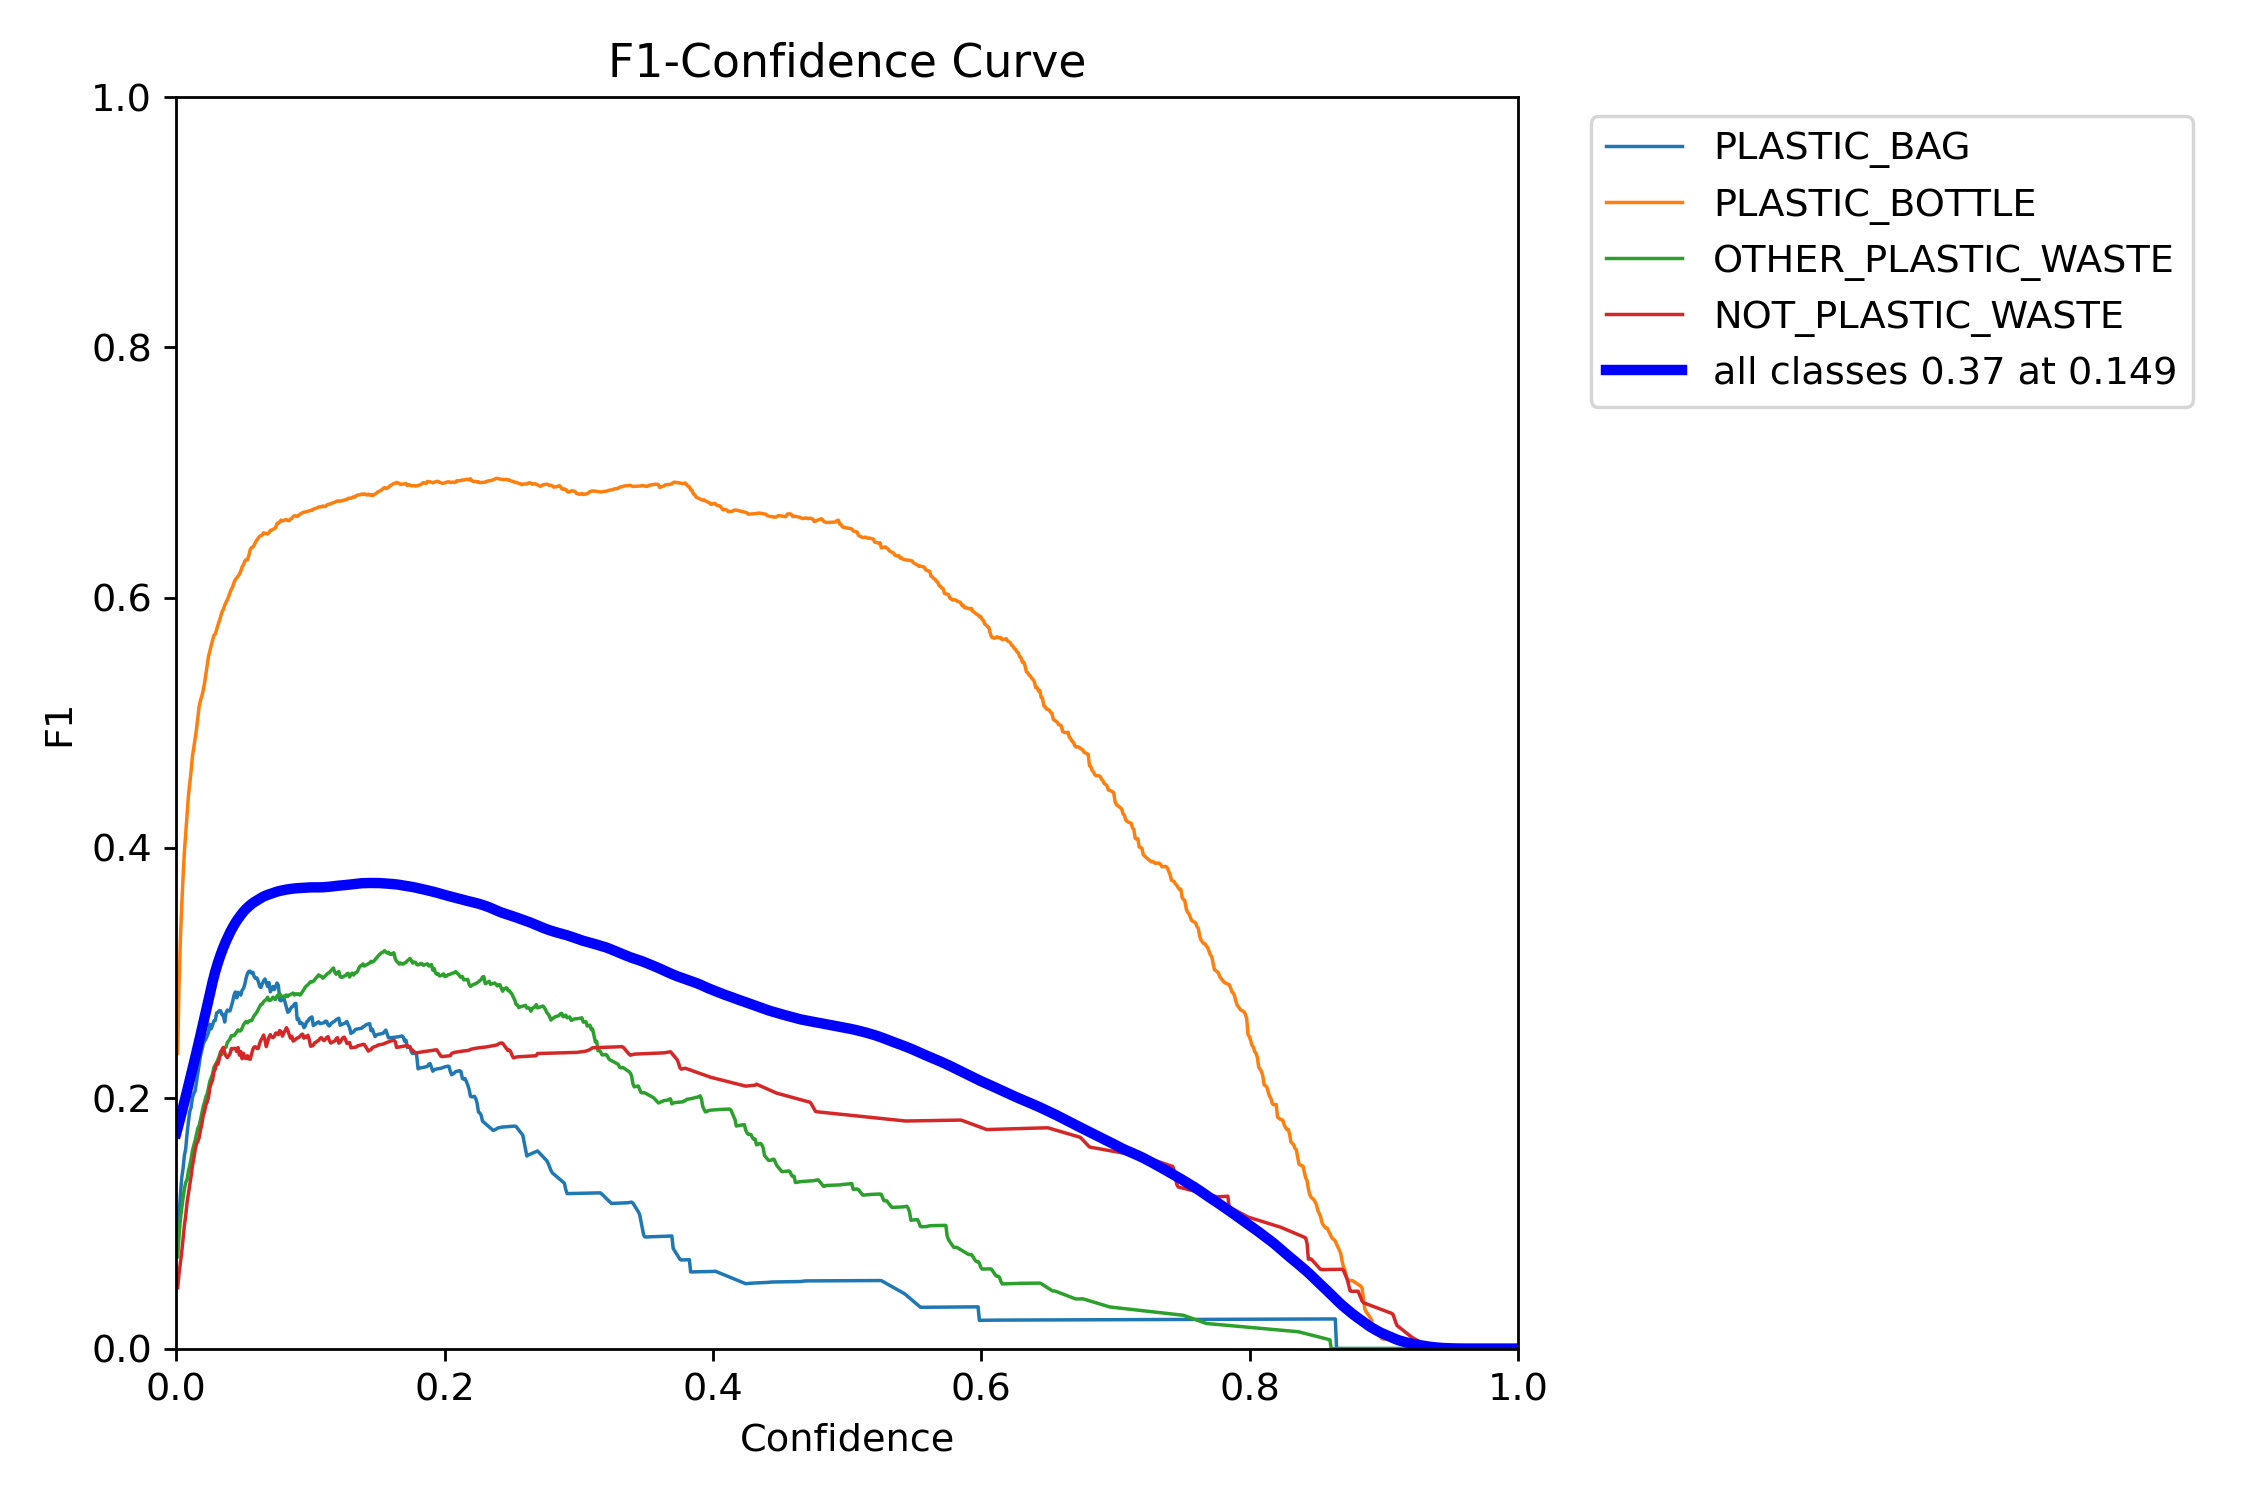 F1-Confidence Curve
1.0
0.8
0.6
0.4
0.2
0.0
F1
0.0 0.2 0.4 0.6 0.8 1.0
Confidence
PLASTIC_BAG
PLASTIC_BOTTLE
OTHER_PLASTIC_WASTE
NOT_PLASTIC_WASTE
all classes 0.37 at 0.149